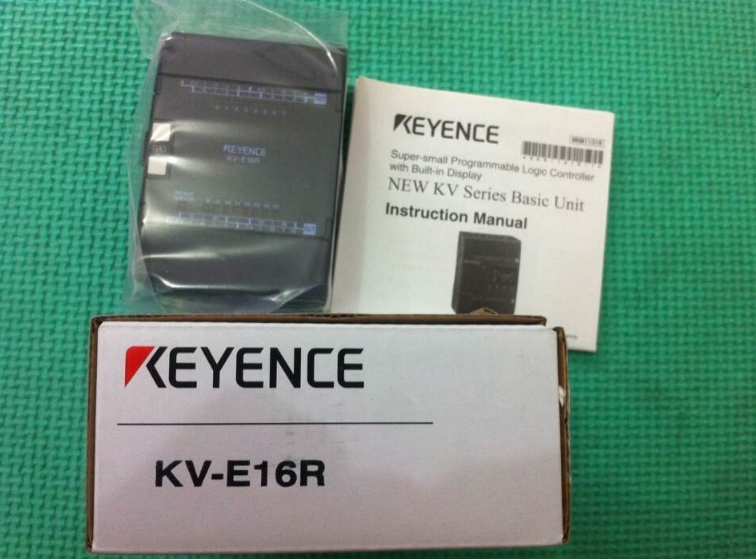 KEYENCE
KV-E16R
KEYENCE
Super-small Programmable Logic Controller
with Built-in Display
NEW KV Series Basic Unit
Instruction Manual
KEYENCE
KV-E16R